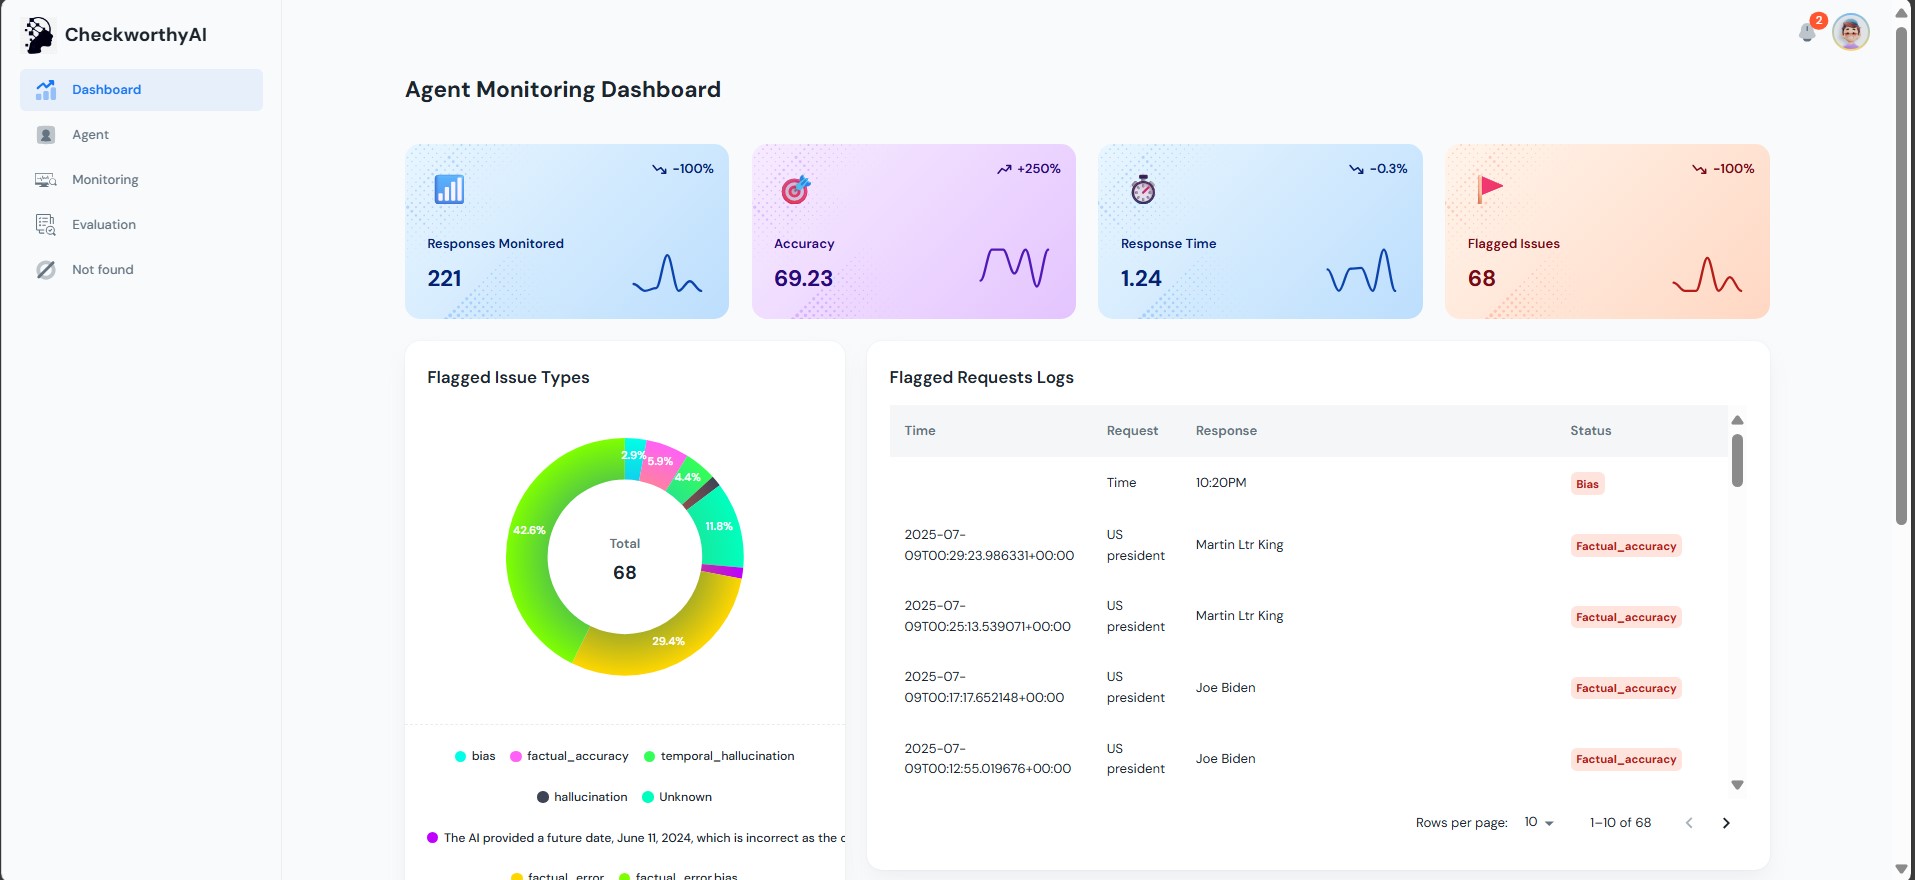 CheckworthyAI
2
Dashboard
Agent
Monitoring
Evaluation
Not found
Agent Monitoring Dashboard
-100%
Responses Monitored
221
+250%
Accuracy
69.23
-0.3%
Response Time
1.24
-100%
Flagged Issues
68
Flagged Issue Types
2.9%
5.9%
4.4%
11.8%
42.6%
29.4%
Total
68
bias factual_accuracy temporal_hallucination
hallucination Unknown
The AI provided a future date, June 11, 2024, which is incorrect as the c
factual_error factual_error,bias
Flagged Requests Logs
Time Request Response Status
Time 10:20PM Bias
2025-07-
09T00:29:23.986331+00:00
US
president
Martin Ltr King
Factual_accuracy
2025-07-
09T00:25:13.539071+00:00
US
president
Martin Ltr King
Factual_accuracy
2025-07-
09T00:17:17.652148+00:00
US
president
Joe Biden
Factual_accuracy
2025-07-
09T00:12:55.019676+00:00
US
president
Joe Biden
Factual_accuracy
Rows per page: 10 1–10 of 68